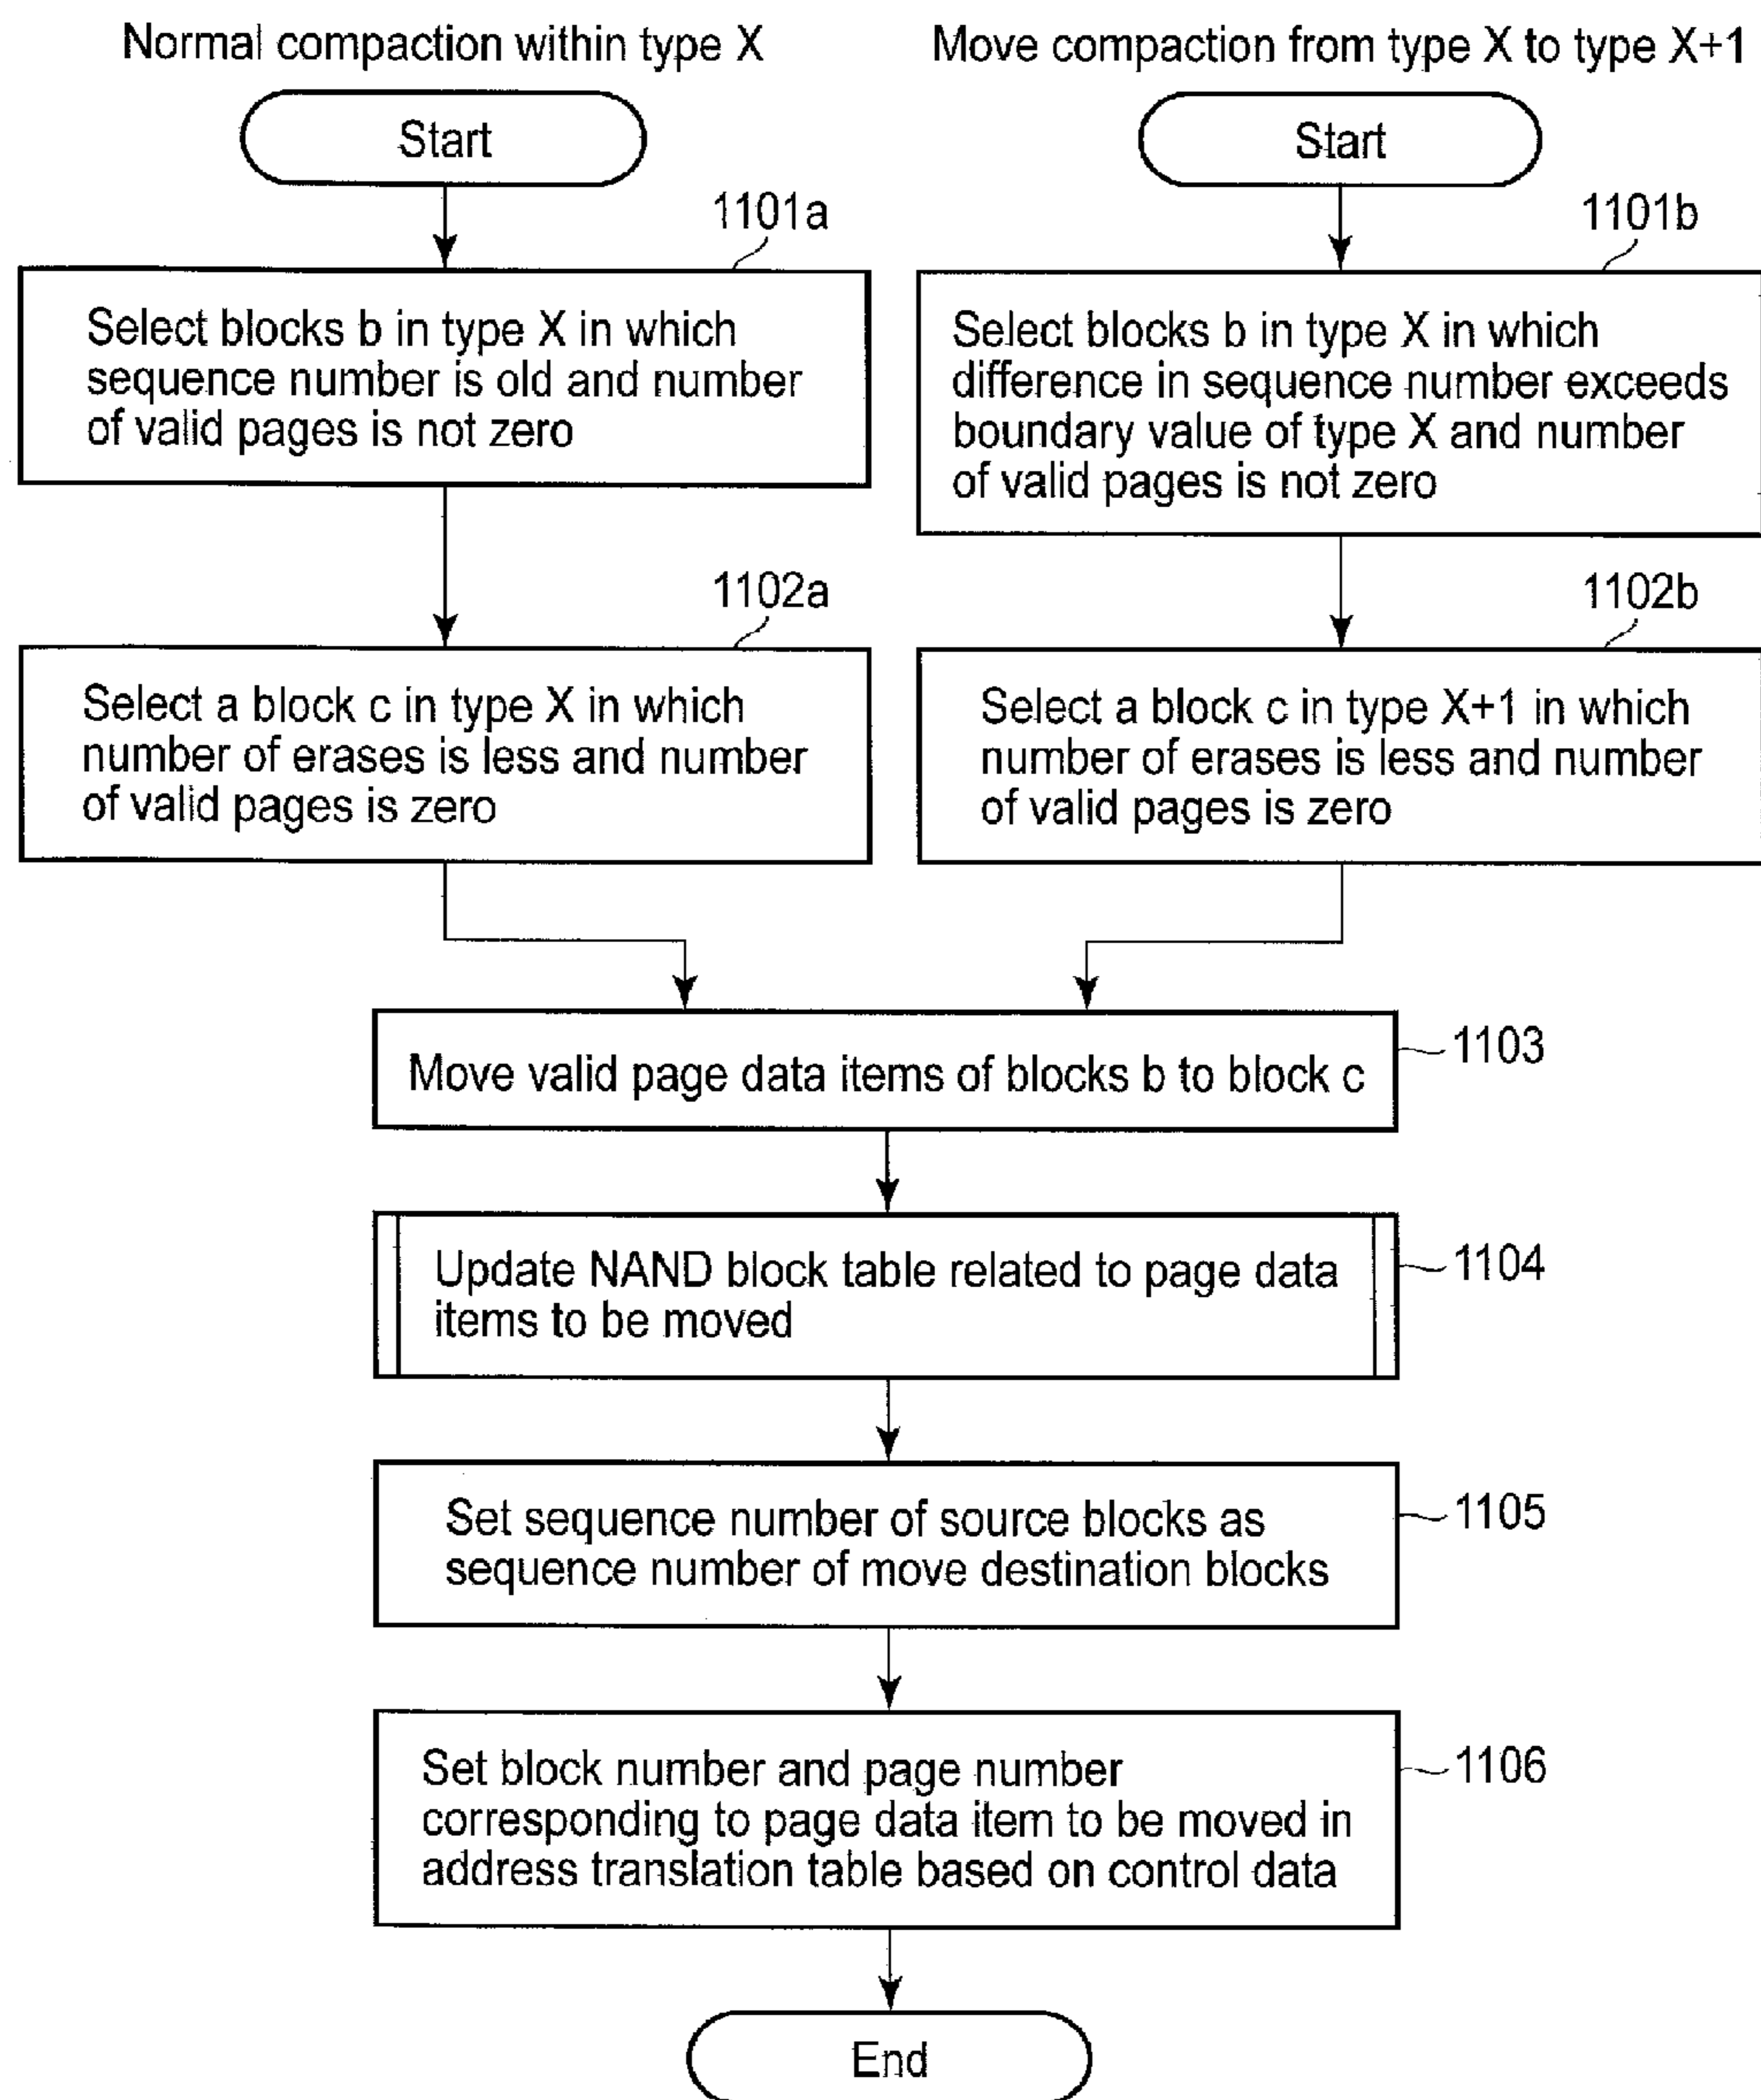 Normal compaction within type X
Move compaction from type X to type X+1
Start
Start
1101a
1101b
Select blocks b in type X in which
sequence number is old and number
of valid pages is not zero
Select blocks b in type X in which
difference in sequence number exceeds
boundary value of type X and number
of valid pages is not zero
1102a
1102b
Select a block c in type X in which
number of erases is less and number
of valid pages is zero
Select a block c in type X+1 in which
number of erases is less and number
of valid pages is zero
Move valid page data items of blocks b to block c
1103
Update NAND block table related to page data
items to be moved
1104
Set sequence number of source blocks as
sequence number of move destination blocks
1105
Set block number and page number
corresponding to page data item to be moved in
address translation table based on control data
1106
End